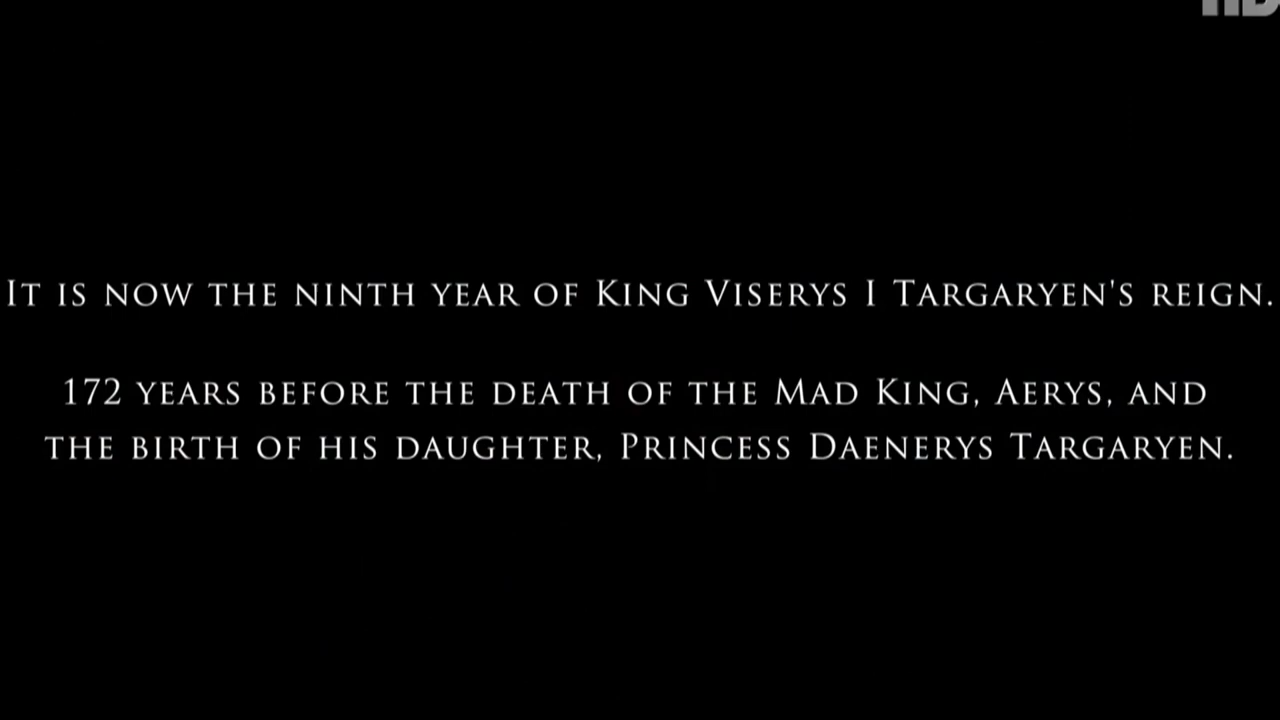 It is now the ninth year of King Viserys I Targaryen's reign.
172 years before the death of the Mad King, Aerys, and
the birth of his daughter, Princess Daenerys Targaryen.